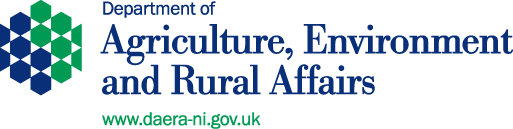 Department of
Agriculture, Environment
and Rural Affairs
www.daera-ni.gov.uk